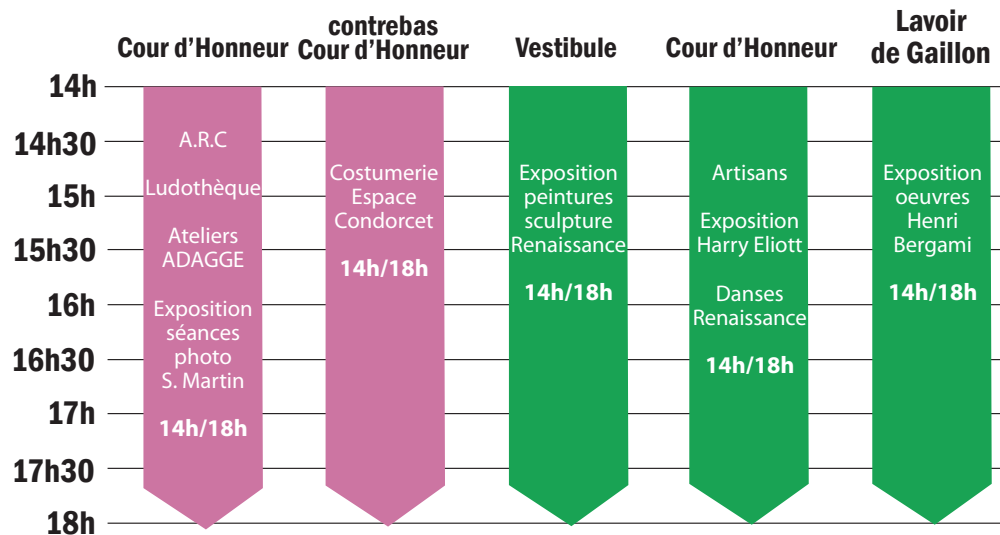 Cour d’Honneur
contrebas
Cour d’Honneur
Vestibule
Cour d’Honneur
Lavoir
de Gaillon
14h
14h30
15h
15h30
16h
16h30
17h
17h30
18h
A.R.C
Ludothèque
Ateliers
ADAGGE
Exposition
séances
photo
S. Martin
14h/18h
Costumerie
Espace
Condorcet
14h/18h
Exposition
peintures
sculpture
Renaissance
14h/18h
Artisans
Exposition
Harry Eliott
Danses
Renaissance
14h/18h
Exposition
oeuvres
Henri
Bergami
14h/18h